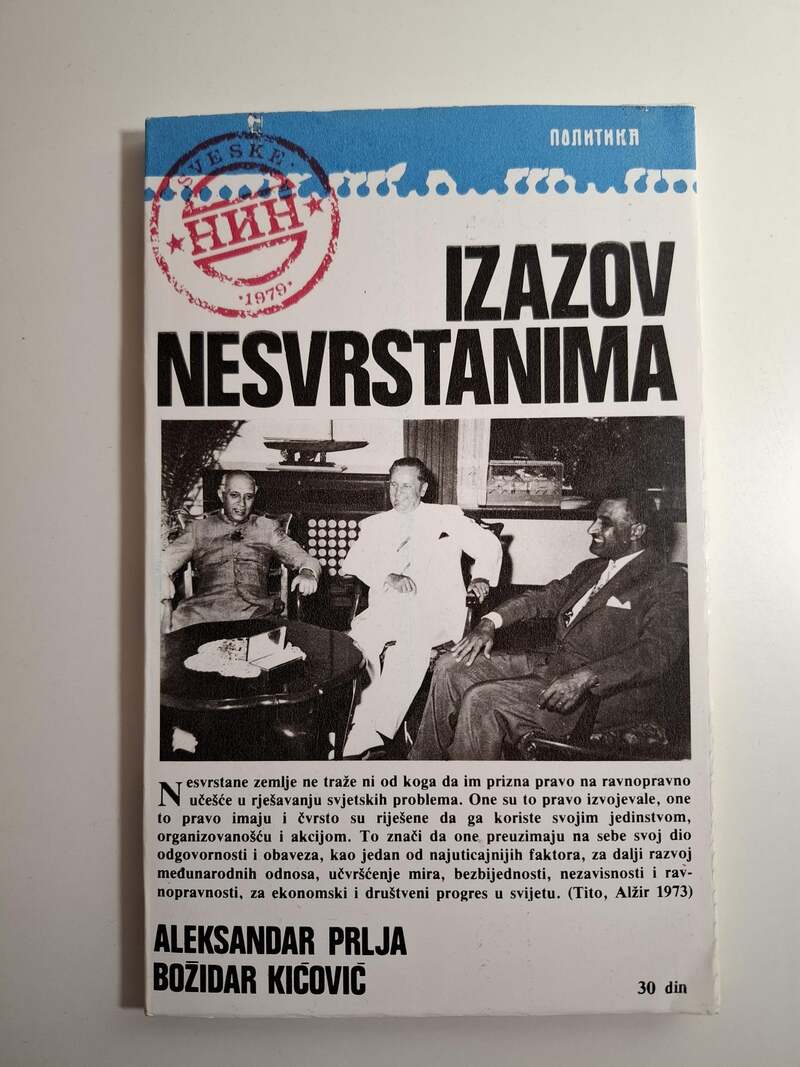 ПОЛИТИКА
SVESKE
НИН
·1979·
IZAZOV
NESVRSTANIMA
Nesvrstane zemlje ne traže ni od koga da im prizna pravo na ravnopravno
učešće u rješavanju svjetskih problema. One su to pravo izvojevale, one
to pravo imaju i čvrsto su riješene da ga koriste svojim jedinstvom,
organizovanošću i akcijom. To znači da one preuzimaju na sebe svoj dio
odgovornosti i obaveza, kao jedan od najuticajnijih faktora, za dalji razvoj
međunarodnih odnosa, učvršćenje mira, bezbijednosti, nezavisnosti i rav-
nopravnosti, za ekonomski i društveni progres u svijetu. (Tito, Alžir 1973)
ALEKSANDAR PRLJA
BOŽIDAR KIĆOVIĆ
30 din